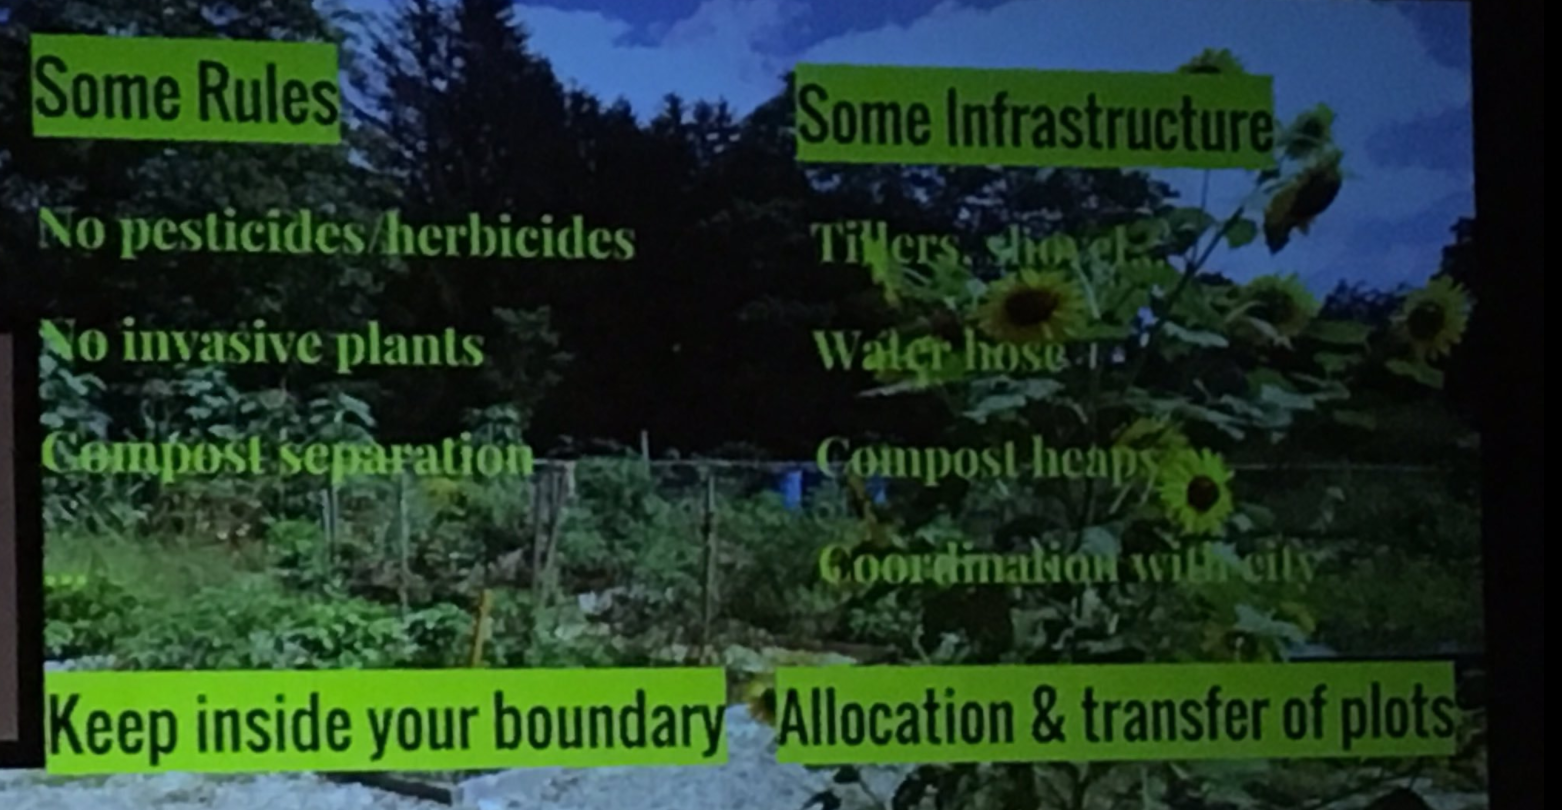 Some Rules
No pesticides/herbicides
No invasive plants
Compost separation
...
Keep inside your boundary
Some Infrastructure
Tillers, shovel...
Water hose
Compost heaps
Coordination with city
Allocation & transfer of plots